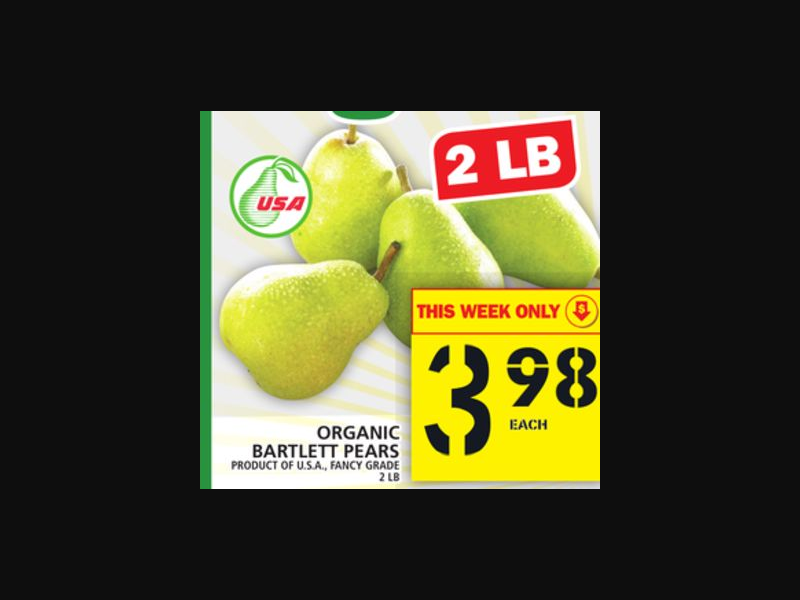 2 LB
USA
THIS WEEK ONLY $
3 98
EACH
ORGANIC
BARTLETT PEARS
PRODUCT OF U.S.A., FANCY GRADE
2 LB